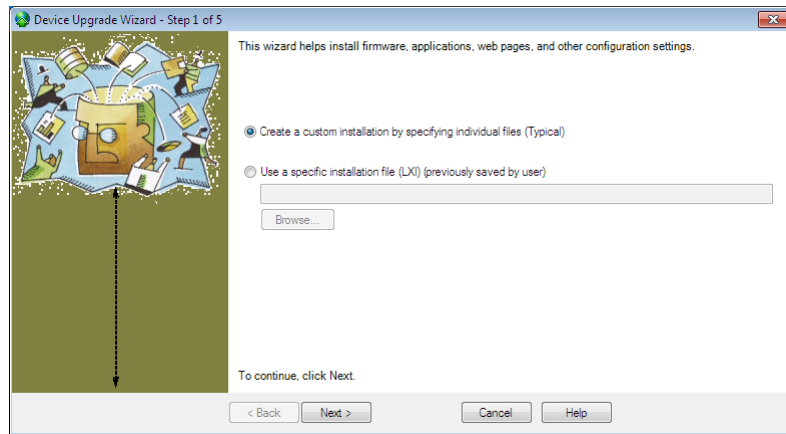 Device Upgrade Wizard - Step 1 of 5
This wizard helps install firmware, applications, web pages, and other configuration settings.
Create a custom installation by specifying individual files (Typical)
Use a specific installation file (LXI) (previously saved by user)
Browse...
To continue, click Next.
< Back
Next >
Cancel
Help